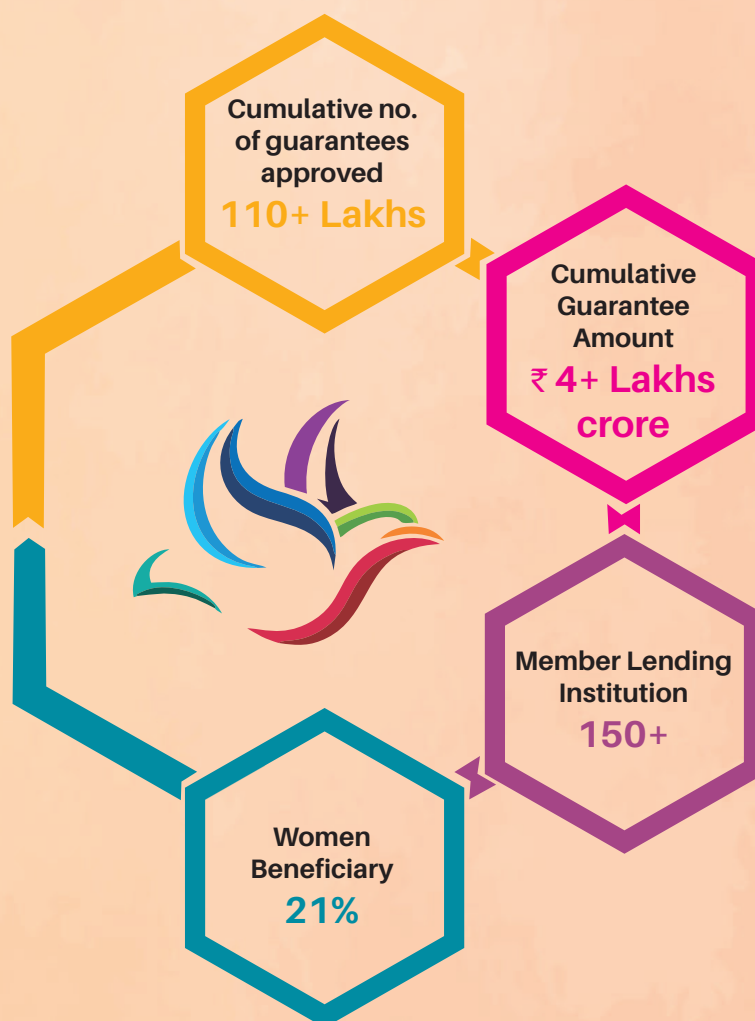 Cumulative no.
of guarantees
approved
110+ Lakhs
Cumulative
Guarantee
Amount
₹ 4+ Lakhs
crore
Member Lending
Institution
150+
Women
Beneficiary
21%